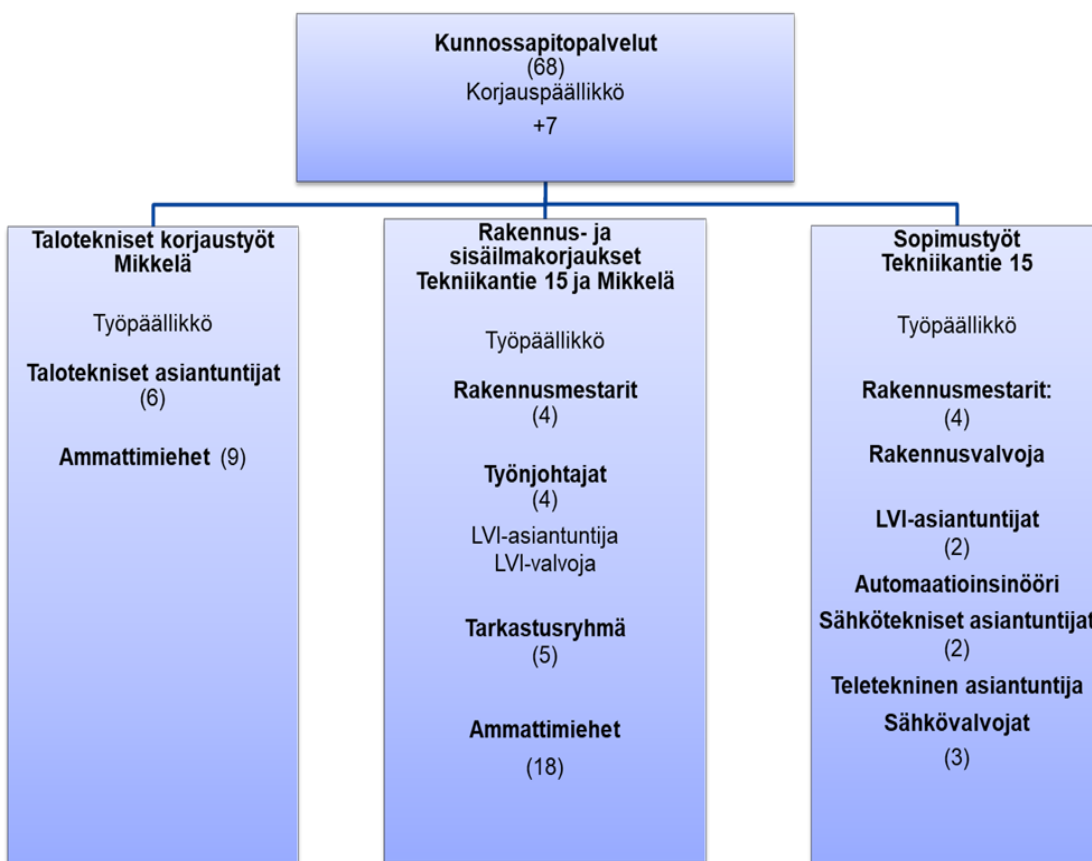 Kunnossapitopalvelut
(68)
Korjauspäällikkö
+7
Talotekniset korjaustyöt
Mikkelä
Työpäällikkö
Talotekniset asiantuntijat
(6)
Ammattimiehet (9)
Rakennus- ja
sisäilmakorjaukset
Tekniikantie 15 ja Mikkelä
Työpäällikkö
Rakennusmestarit
(4)
Työnjohtajat
(4)
LVI-asiantuntija
LVI-valvoja
Tarkastusryhmä
(5)
Ammattimiehet
(18)
Sopimustyöt
Tekniikantie 15
Työpäällikkö
Rakennusmestarit:
(4)
Rakennusvalvoja
LVI-asiantuntijat
(2)
Automaatioinsinööri
Sähkötekniset asiantuntijat
(2)
Teletekninen asiantuntija
Sähkövalvojat
(3)